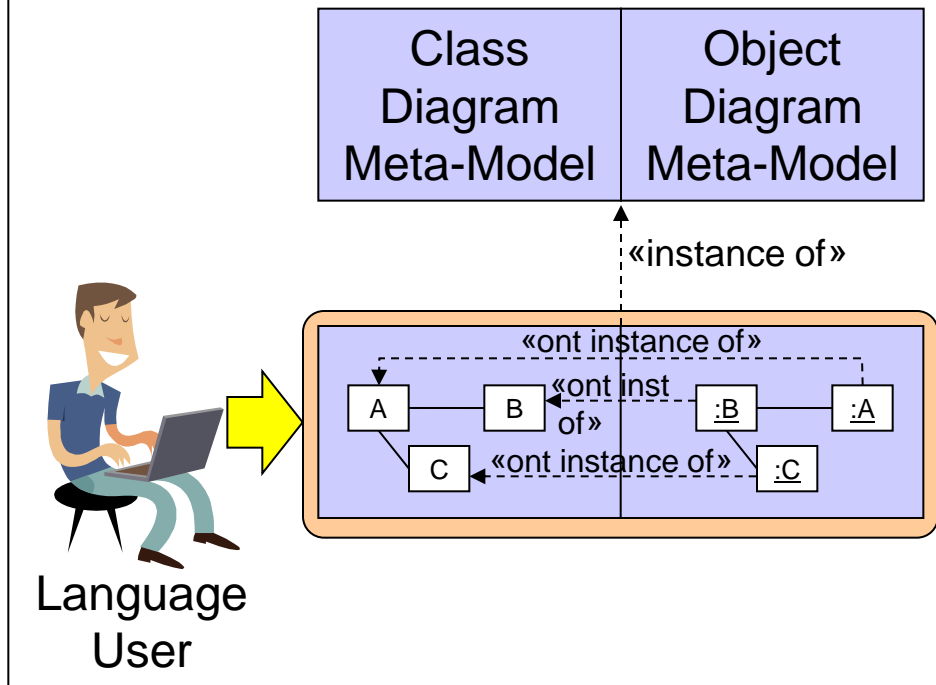 Class
Diagram
Meta-Model
Object
Diagram
Meta-Model
«instance of»
«ont instance of»
«ont inst
of»
A
B
:B
:A
«ont instance of»
C
:C
Language
User